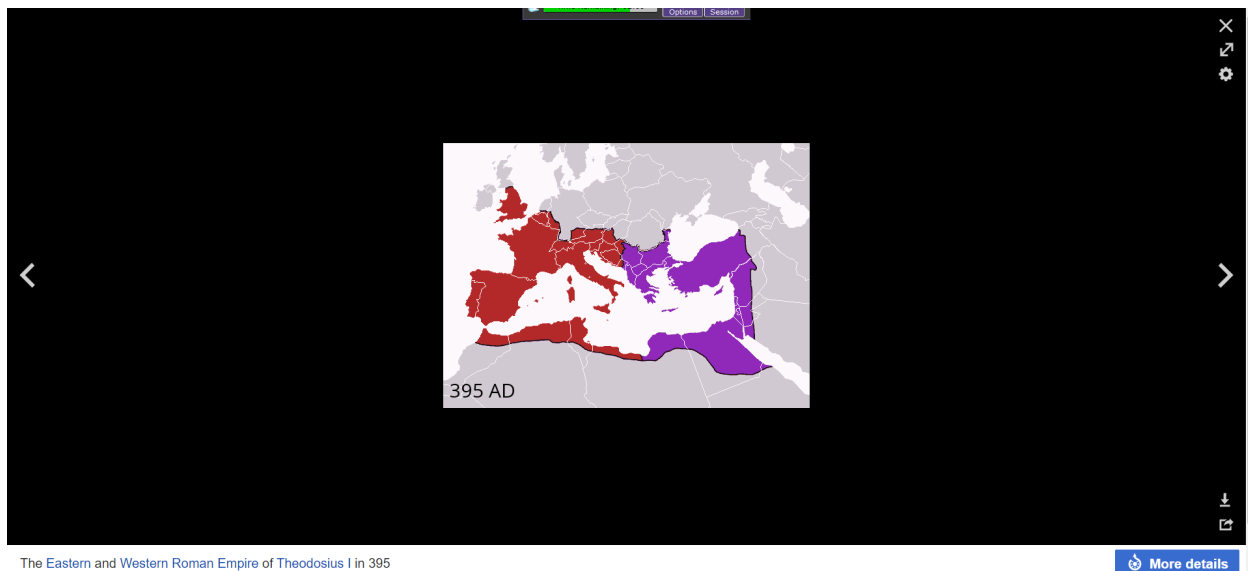 Options Session
395 AD
The Eastern and Western Roman Empire of Theodosius I in 395
More details